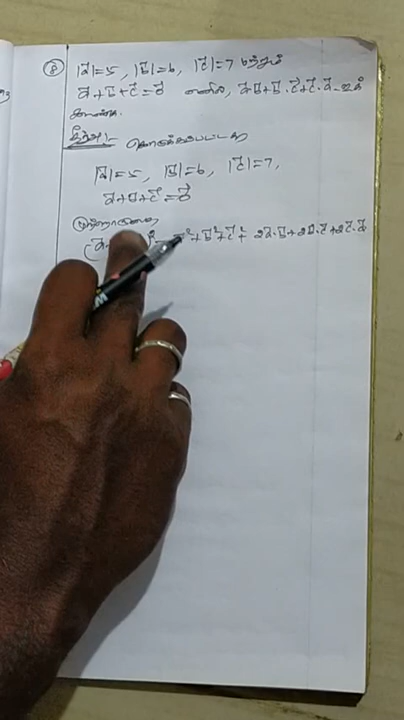 ⑧ |a⃗|=5, |b⃗|=6, |c⃗|=7 மற்றும்
a⃗+b⃗+c⃗=0⃗ எனில், a⃗.b⃗+b⃗.c⃗+c⃗.a⃗ -ஐக்
காண்க.
தீர்வு:-
கொடுக்கப்பட்டது
|a⃗|=5, |b⃗|=6, |c⃗|=7,
a⃗+b⃗+c⃗=0⃗
+b⃗²+c⃗²+ 2a⃗.b⃗+2b⃗.c⃗+2c⃗.a⃗